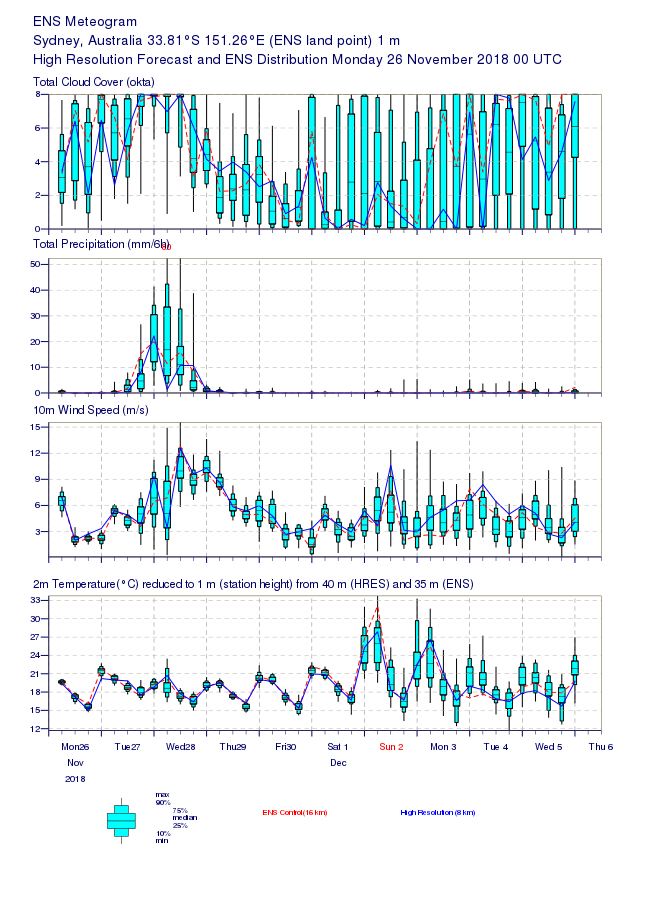 ENS Meteogram
Sydney, Australia 33.81°S 151.26°E (ENS land point) 1 m
High Resolution Forecast and ENS Distribution Monday 26 November 2018 00 UTC
Total Cloud Cover (okta)
8
6
4
2
0
Total Precipitation (mm/6h)
50
40
30
20
10
0
10m Wind Speed (m/s)
15
12
9
6
3
2m Temperature(°C) reduced to 1 m (station height) from 40 m (HRES) and 35 m (ENS)
33
30
27
24
21
18
15
12
Mon26 Tue27 Wed28 Thu29 Fri30 Sat 1 Sun 2 Mon 3 Tue 4 Wed 5 Thu 6
Nov Dec
2018
max
90%
75%
median
25%
10%
min
ENS Control(16 km) High Resolution (8 km)